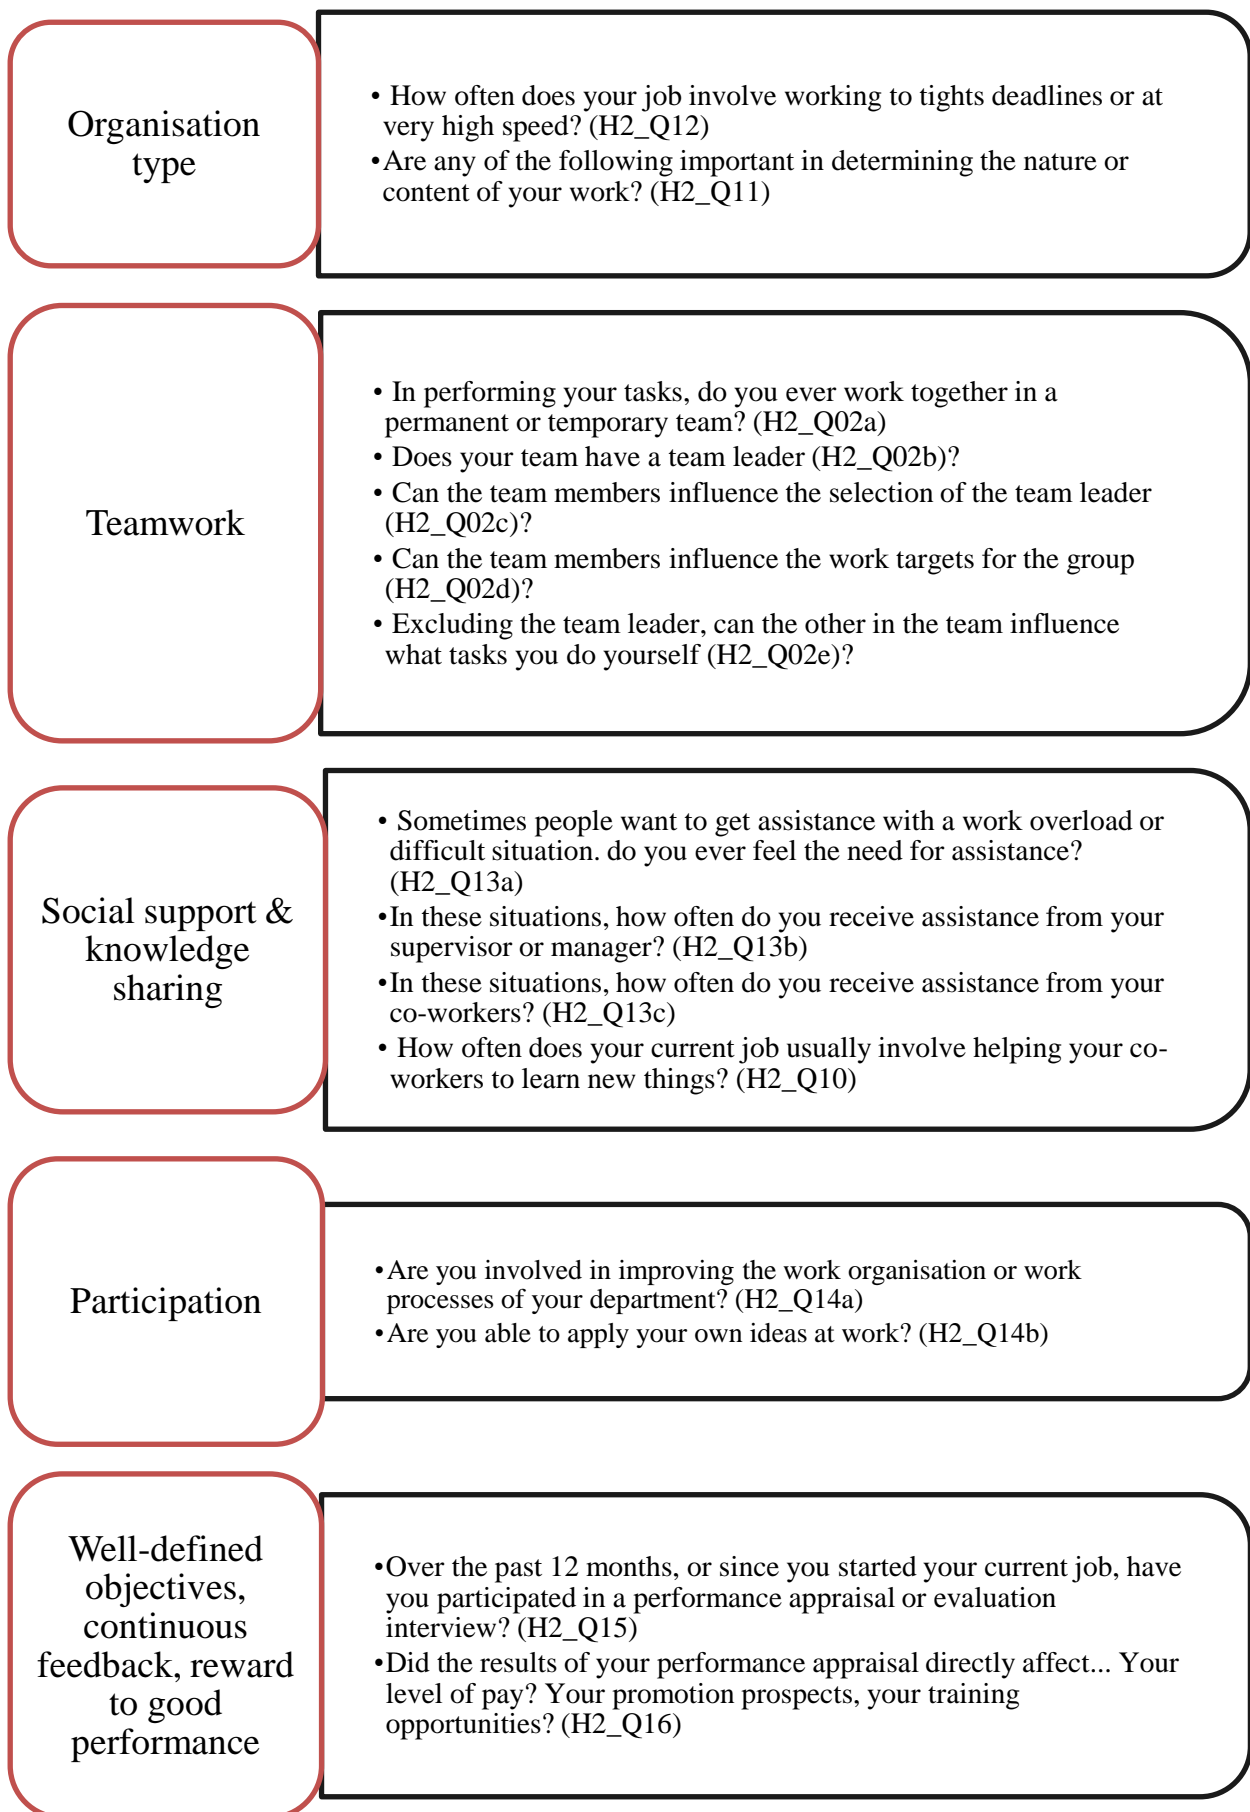 Organisation
type
• How often does your job involve working to tights deadlines or at
very high speed? (H2_Q12)
•Are any of the following important in determining the nature or
content of your work? (H2_Q11)
Teamwork
• In performing your tasks, do you ever work together in a
permanent or temporary team? (H2_Q02a)
• Does your team have a team leader (H2_Q02b)?
• Can the team members influence the selection of the team leader
(H2_Q02c)?
• Can the team members influence the work targets for the group
(H2_Q02d)?
• Excluding the team leader, can the other in the team influence
what tasks you do yourself (H2_Q02e)?
Social support &
knowledge
sharing
• Sometimes people want to get assistance with a work overload or
difficult situation. do you ever feel the need for assistance?
(H2_Q13a)
•In these situations, how often do you receive assistance from your
supervisor or manager? (H2_Q13b)
•In these situations, how often do you receive assistance from your
co-workers? (H2_Q13c)
• How often does your current job usually involve helping your co-
workers to learn new things? (H2_Q10)
Participation
•Are you involved in improving the work organisation or work
processes of your department? (H2_Q14a)
•Are you able to apply your own ideas at work? (H2_Q14b)
Well-defined
objectives,
continuous
feedback, reward
to good
performance
•Over the past 12 months, or since you started your current job, have
you participated in a performance appraisal or evaluation
interview? (H2_Q15)
•Did the results of your performance appraisal directly affect... Your
level of pay? Your promotion prospects, your training
opportunities? (H2_Q16)